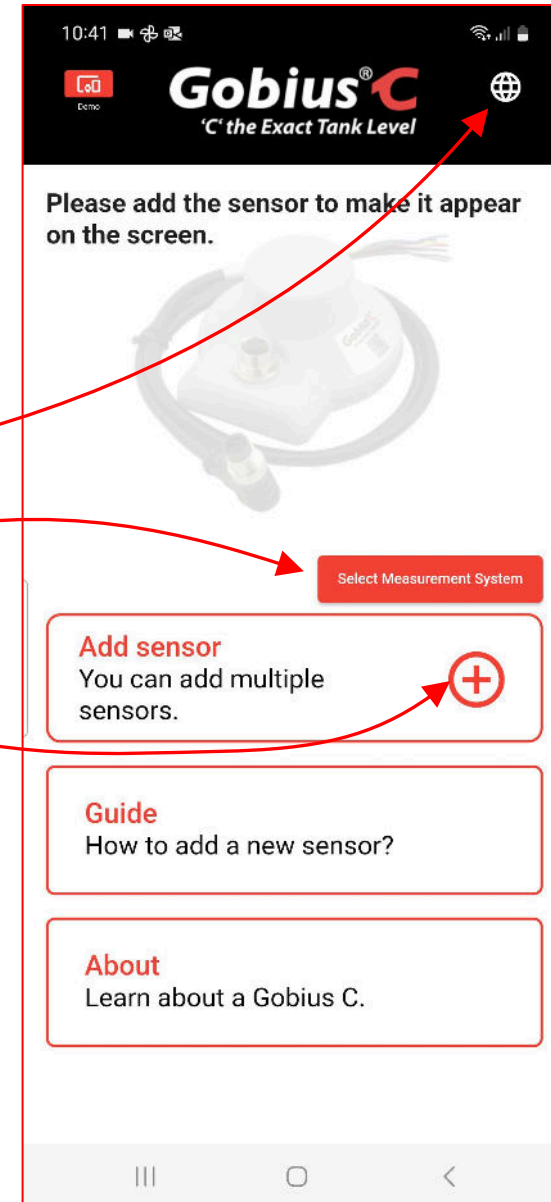 10:41
Demo
Gobius®C
'C' the Exact Tank Level
Please add the sensor to make it appear
on the screen.
Gobius C
Select Measurement System
Add sensor
You can add multiple
sensors.
Guide
How to add a new sensor?
About
Learn about a Gobius C.